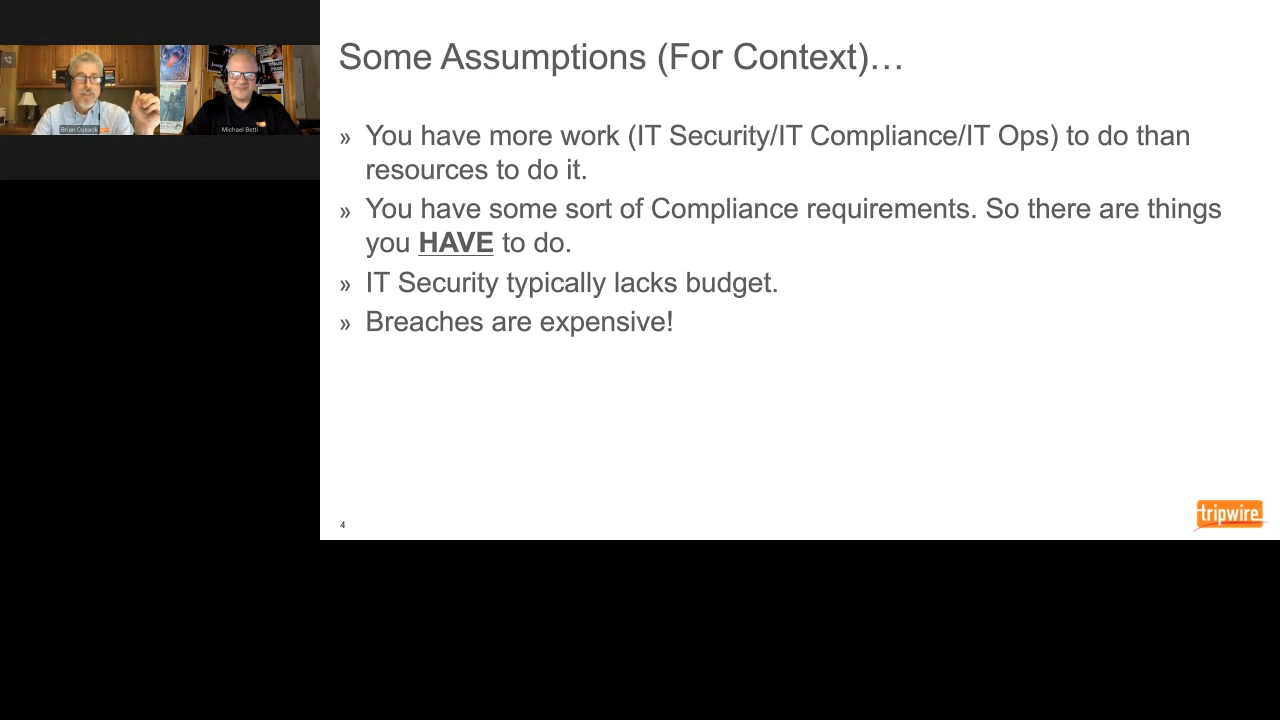 Brian Cusack
Michael Betti
Some Assumptions (For Context)…
» You have more work (IT Security/IT Compliance/IT Ops) to do than
resources to do it.
» You have some sort of Compliance requirements. So there are things
you HAVE to do.
» IT Security typically lacks budget.
» Breaches are expensive!
4
tripwire